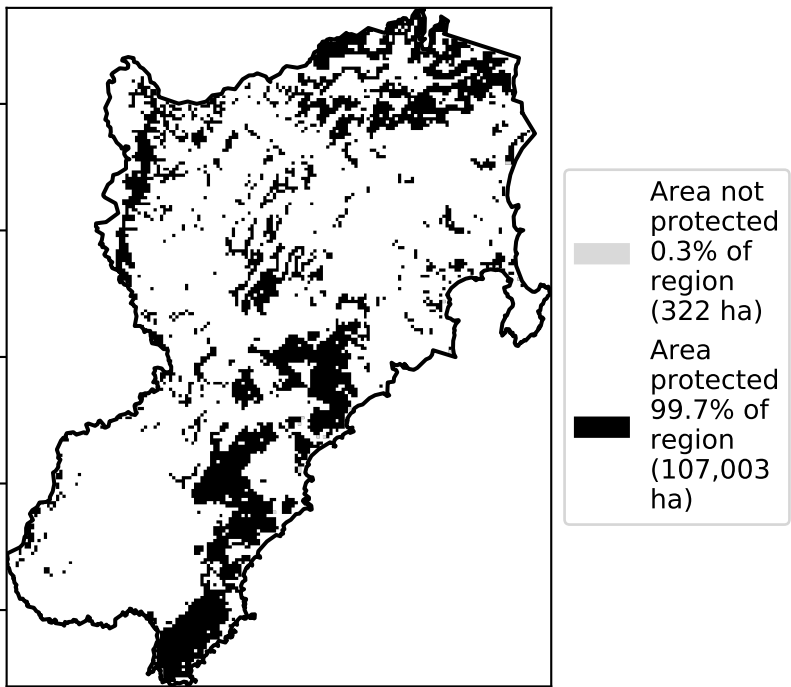 Area not
protected
0.3% of
region
(322 ha)
Area
protected
99.7% of
region
(107,003
ha)